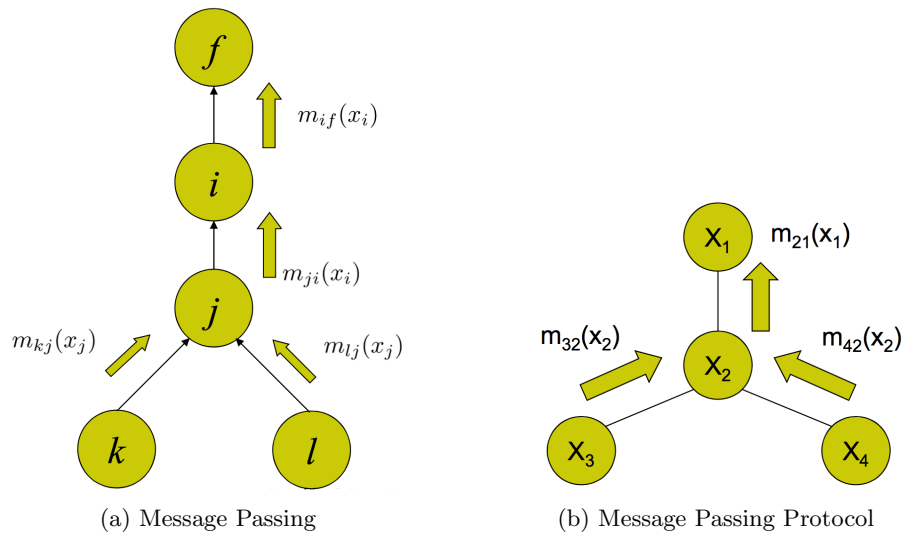 f
m_{if}(x_i)
i
m_{ji}(x_i)
j
m_{kj}(x_j)
m_{lj}(x_j)
k
l
(a) Message Passing
X₁
m₂₁(x₁)
m₃₂(x₂)
X₂
m₄₂(x₂)
X₃
X₄
(b) Message Passing Protocol